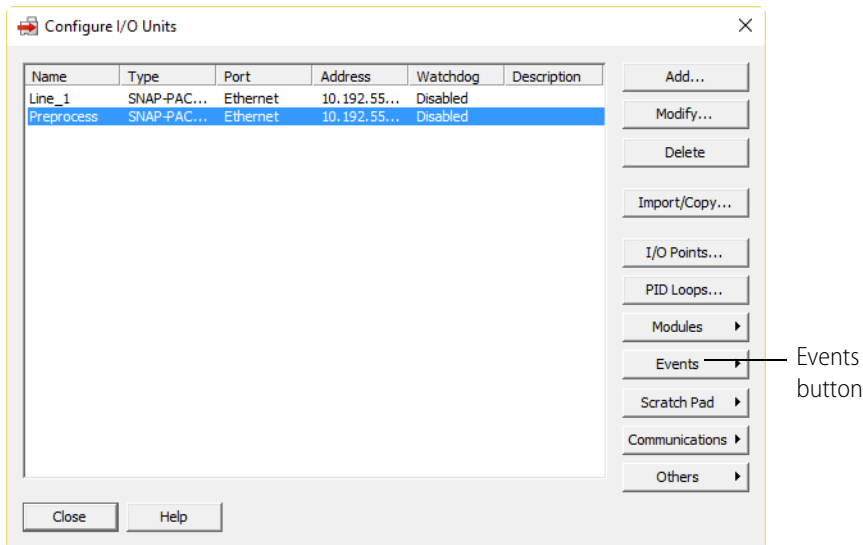 Configure I/O Units
Name Type Port Address Watchdog Description
Line_1 SNAP-PAC... Ethernet 10.192.55... Disabled
Preprocess SNAP-PAC... Ethernet 10.192.55... Disabled
Add...
Modify...
Delete
Import/Copy...
I/O Points...
PID Loops...
Modules
Events
Scratch Pad
Communications
Others
Events
button
Close
Help